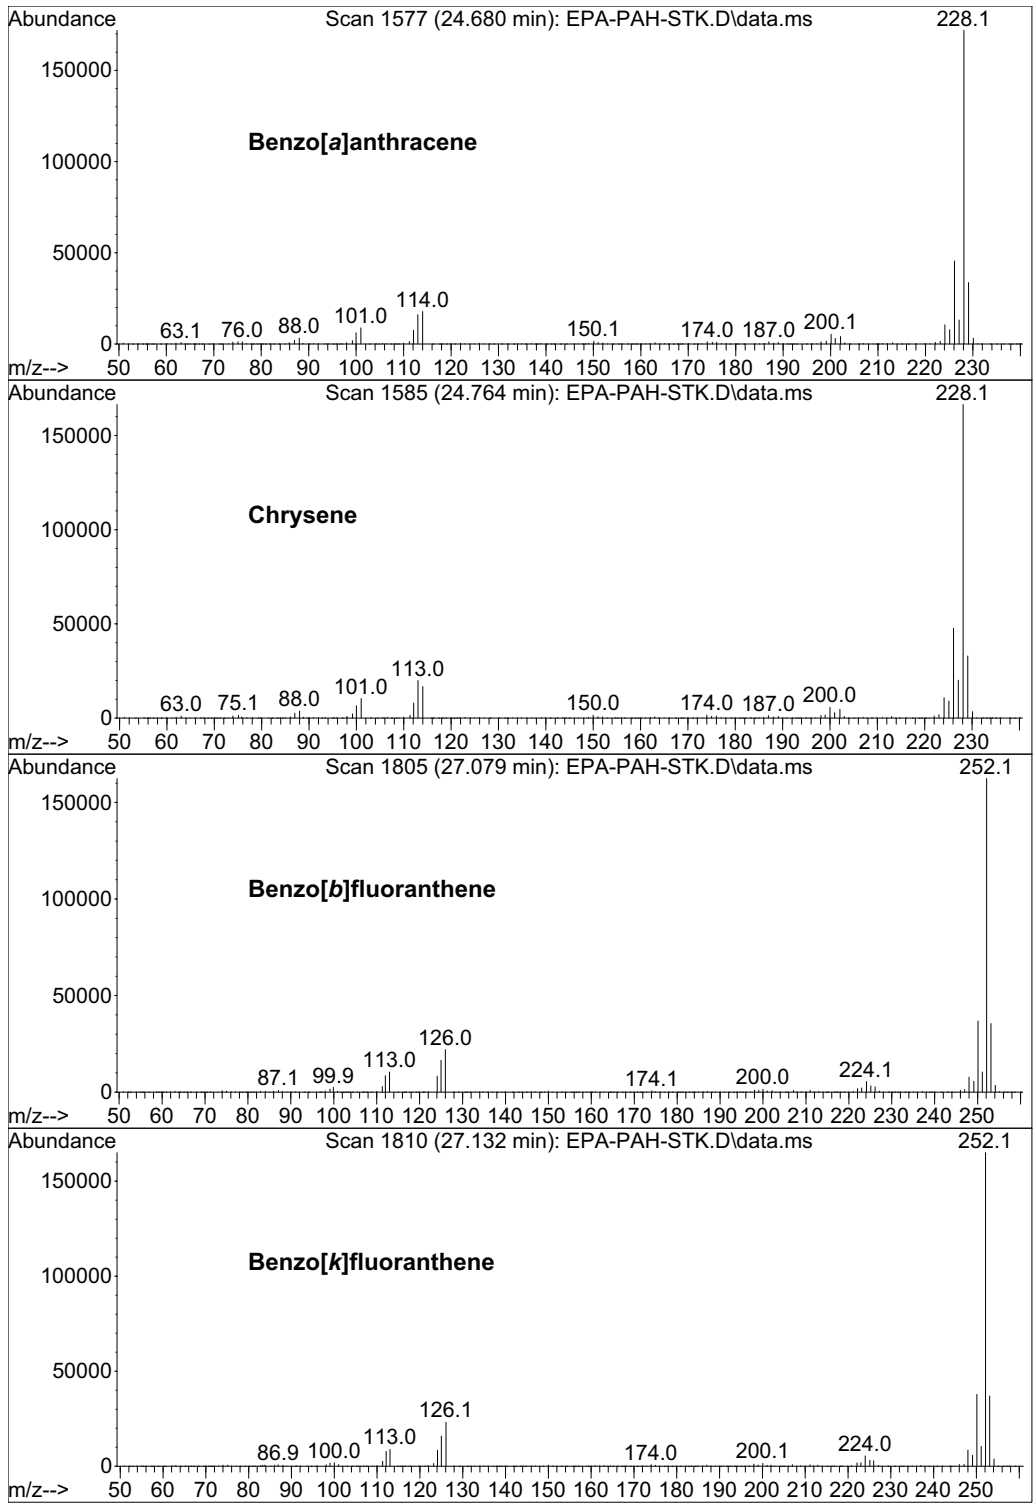 Abundance Scan 1577 (24.680 min): EPA-PAH-STK.D\data.ms 228.1
150000
Benzo[a]anthracene
100000
50000
63.1 76.0 88.0 101.0 114.0 150.1 174.0 187.0 200.1
0
50 60 70 80 90 100 110 120 130 140 150 160 170 180 190 200 210 220 230
m/z-->
Abundance Scan 1585 (24.764 min): EPA-PAH-STK.D\data.ms 228.1
150000
Chrysene
100000
50000
63.0 75.1 88.0 101.0 113.0 150.0 174.0 187.0 200.0
0
m/z--> 50 60 70 80 90 100 110 120 130 140 150 160 170 180 190 200 210 220 230
Abundance Scan 1805 (27.079 min): EPA-PAH-STK.D\data.ms 252.1
150000
Benzo[b]fluoranthene
100000
50000
87.1 99.9 113.0 126.0 174.1 200.0 224.1
0
m/z--> 50 60 70 80 90 100 110 120 130 140 150 160 170 180 190 200 210 220 230 240 250
Abundance Scan 1810 (27.132 min): EPA-PAH-STK.D\data.ms 252.1
150000
Benzo[k]fluoranthene
100000
50000
86.9 100.0 113.0 126.1 174.0 200.1 224.0
0
m/z--> 50 60 70 80 90 100 110 120 130 140 150 160 170 180 190 200 210 220 230 240 250